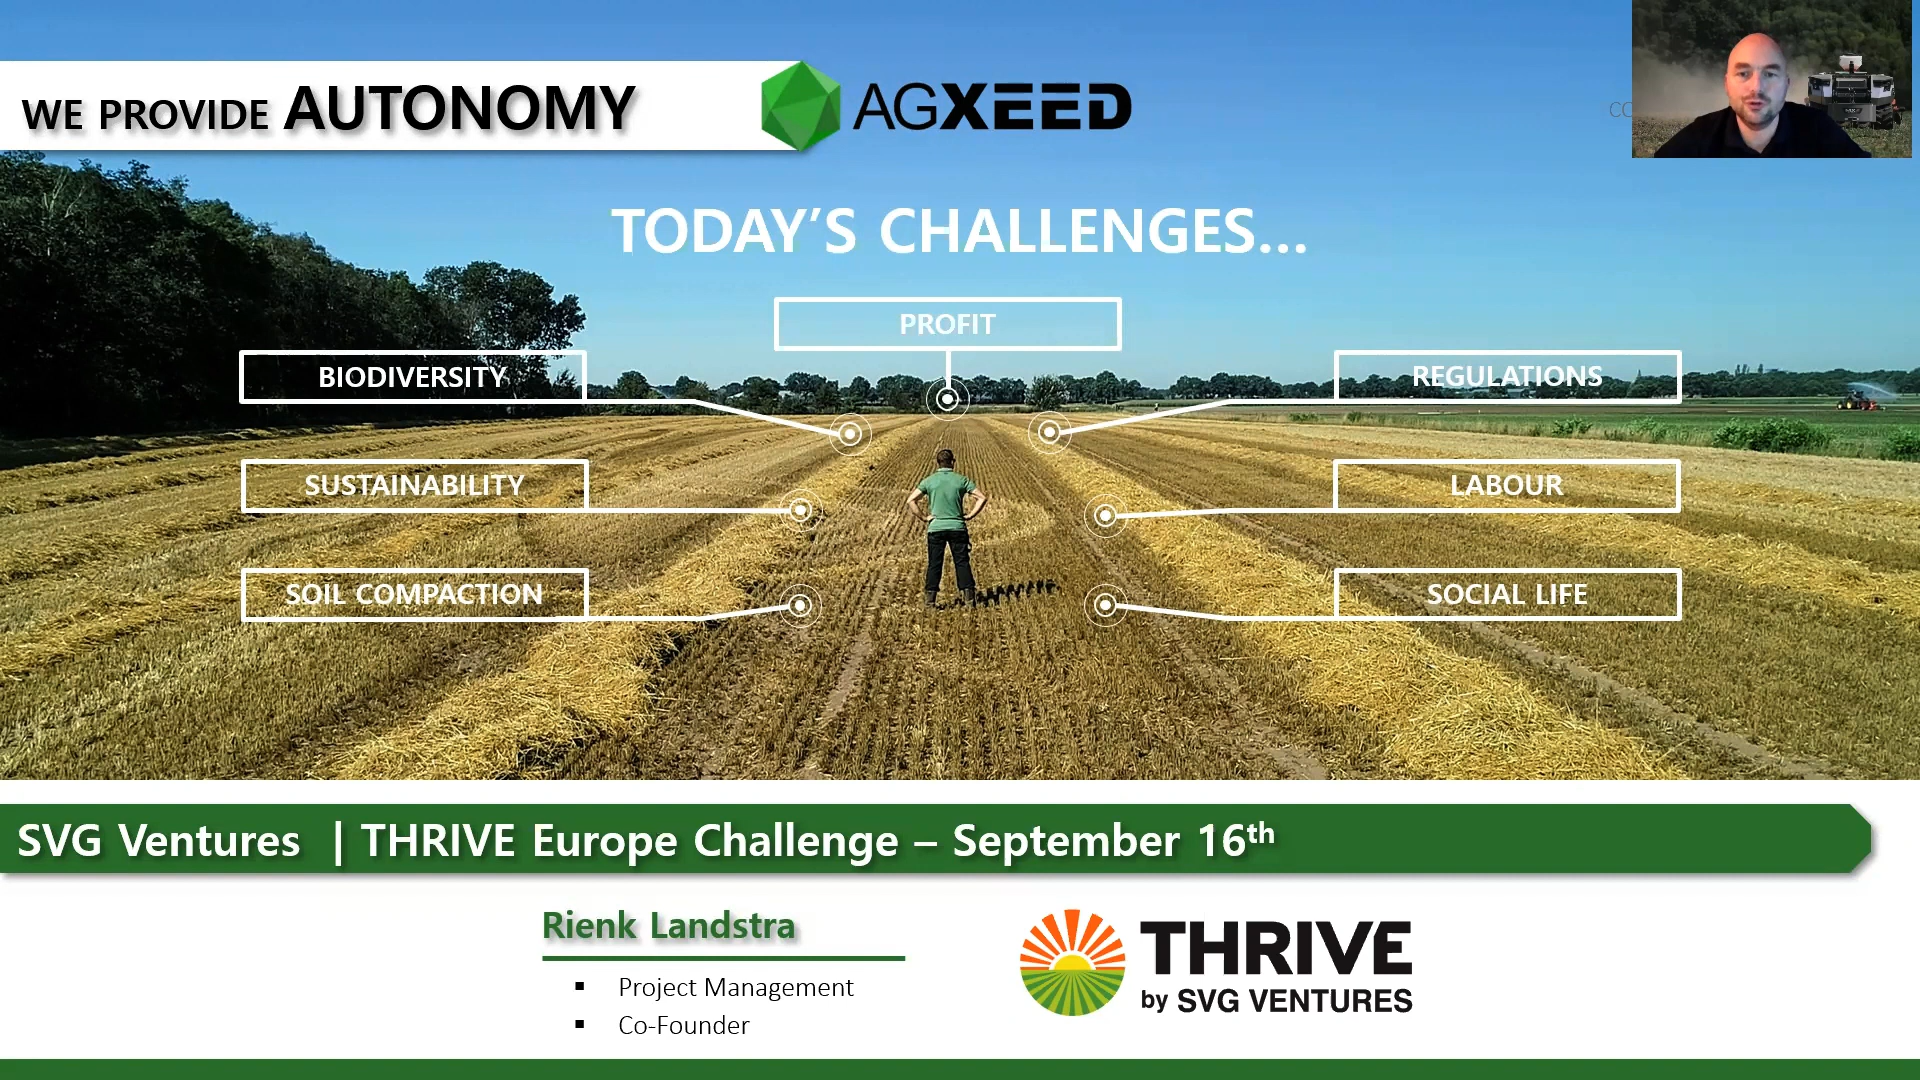 WE PROVIDE AUTONOMY
AGXEED
TODAY'S CHALLENGES...
PROFIT
BIODIVERSITY
REGULATIONS
SUSTAINABILITY
LABOUR
SOIL COMPACTION
SOCIAL LIFE
SVG Ventures | THRIVE Europe Challenge – September 16th
Rienk Landstra
▪ Project Management
▪ Co-Founder
THRIVE
by SVG VENTURES